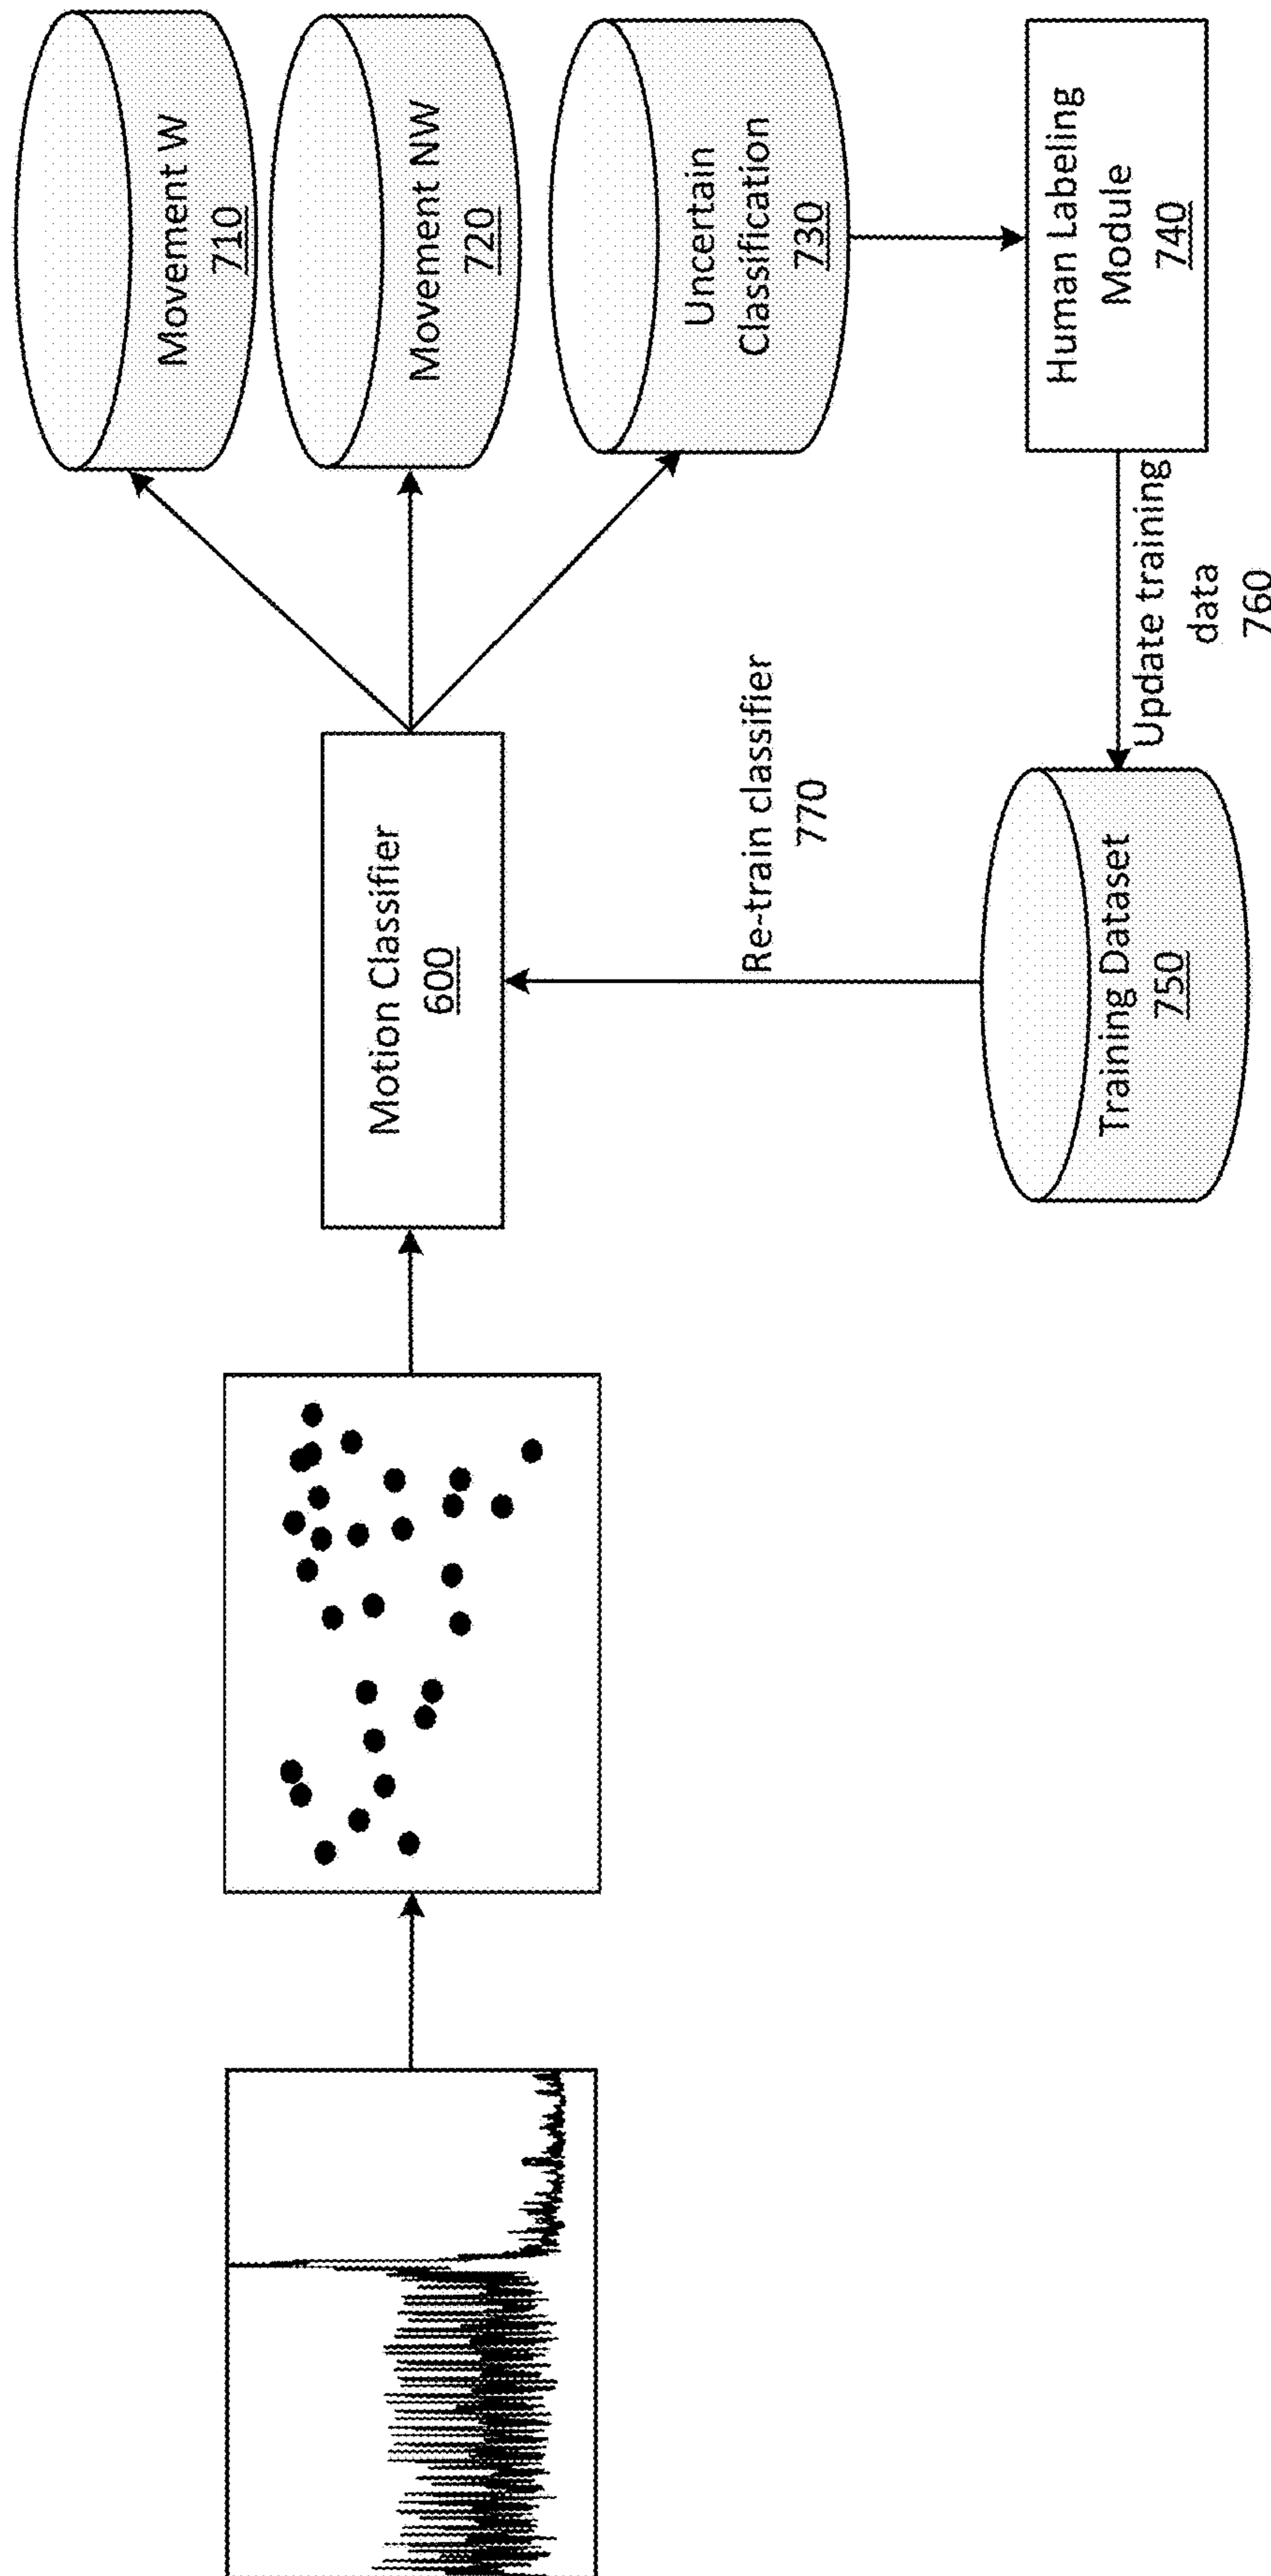 Motion Classifier
600
Movement W
710
Movement NW
720
Uncertain
Classification
730
Re-train classifier
770
Training Dataset
750
Update training
data
760
Human Labeling
Module
740